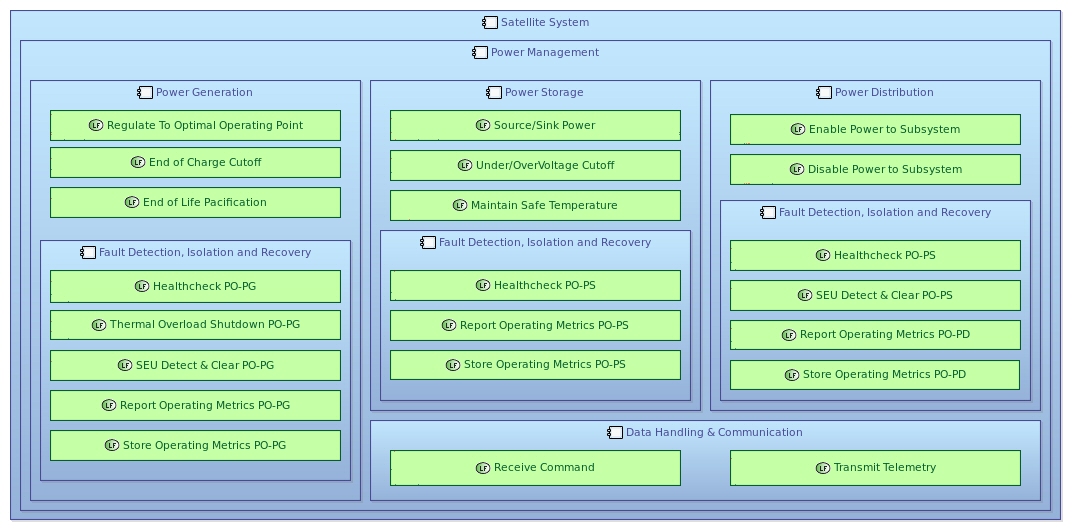 Satellite System
Power Management
Power Generation
LF Regulate To Optimal Operating Point
LF End of Charge Cutoff
LF End of Life Pacification
Fault Detection, Isolation and Recovery
LF Healthcheck PO-PG
LF Thermal Overload Shutdown PO-PG
LF SEU Detect & Clear PO-PG
LF Report Operating Metrics PO-PG
LF Store Operating Metrics PO-PG
Power Storage
LF Source/Sink Power
LF Under/OverVoltage Cutoff
LF Maintain Safe Temperature
Fault Detection, Isolation and Recovery
LF Healthcheck PO-PS
LF Report Operating Metrics PO-PS
LF Store Operating Metrics PO-PS
Power Distribution
LF Enable Power to Subsystem
LF Disable Power to Subsystem
Fault Detection, Isolation and Recovery
LF Healthcheck PO-PS
LF SEU Detect & Clear PO-PS
LF Report Operating Metrics PO-PD
LF Store Operating Metrics PO-PD
Data Handling & Communication
LF Receive Command
LF Transmit Telemetry